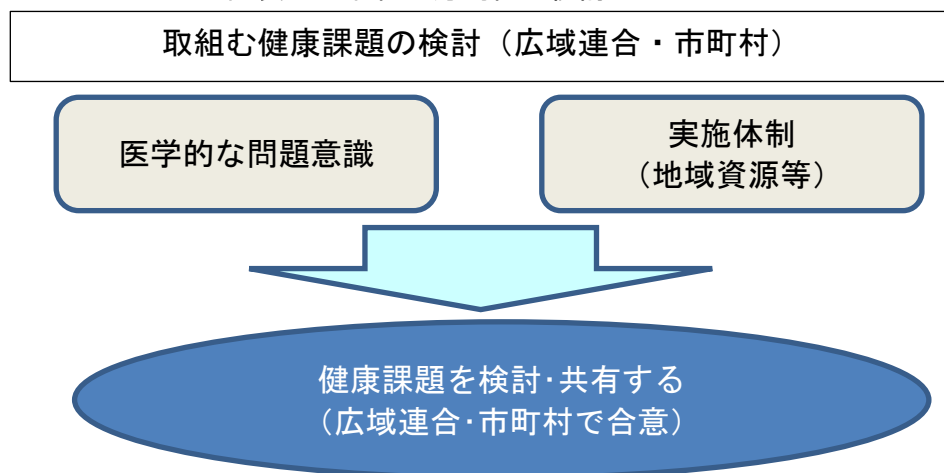 取組む健康課題の検討（広域連合・市町村）
医学的な問題意識
実施体制
（地域資源等）
健康課題を検討･共有する
（広域連合･市町村で合意）